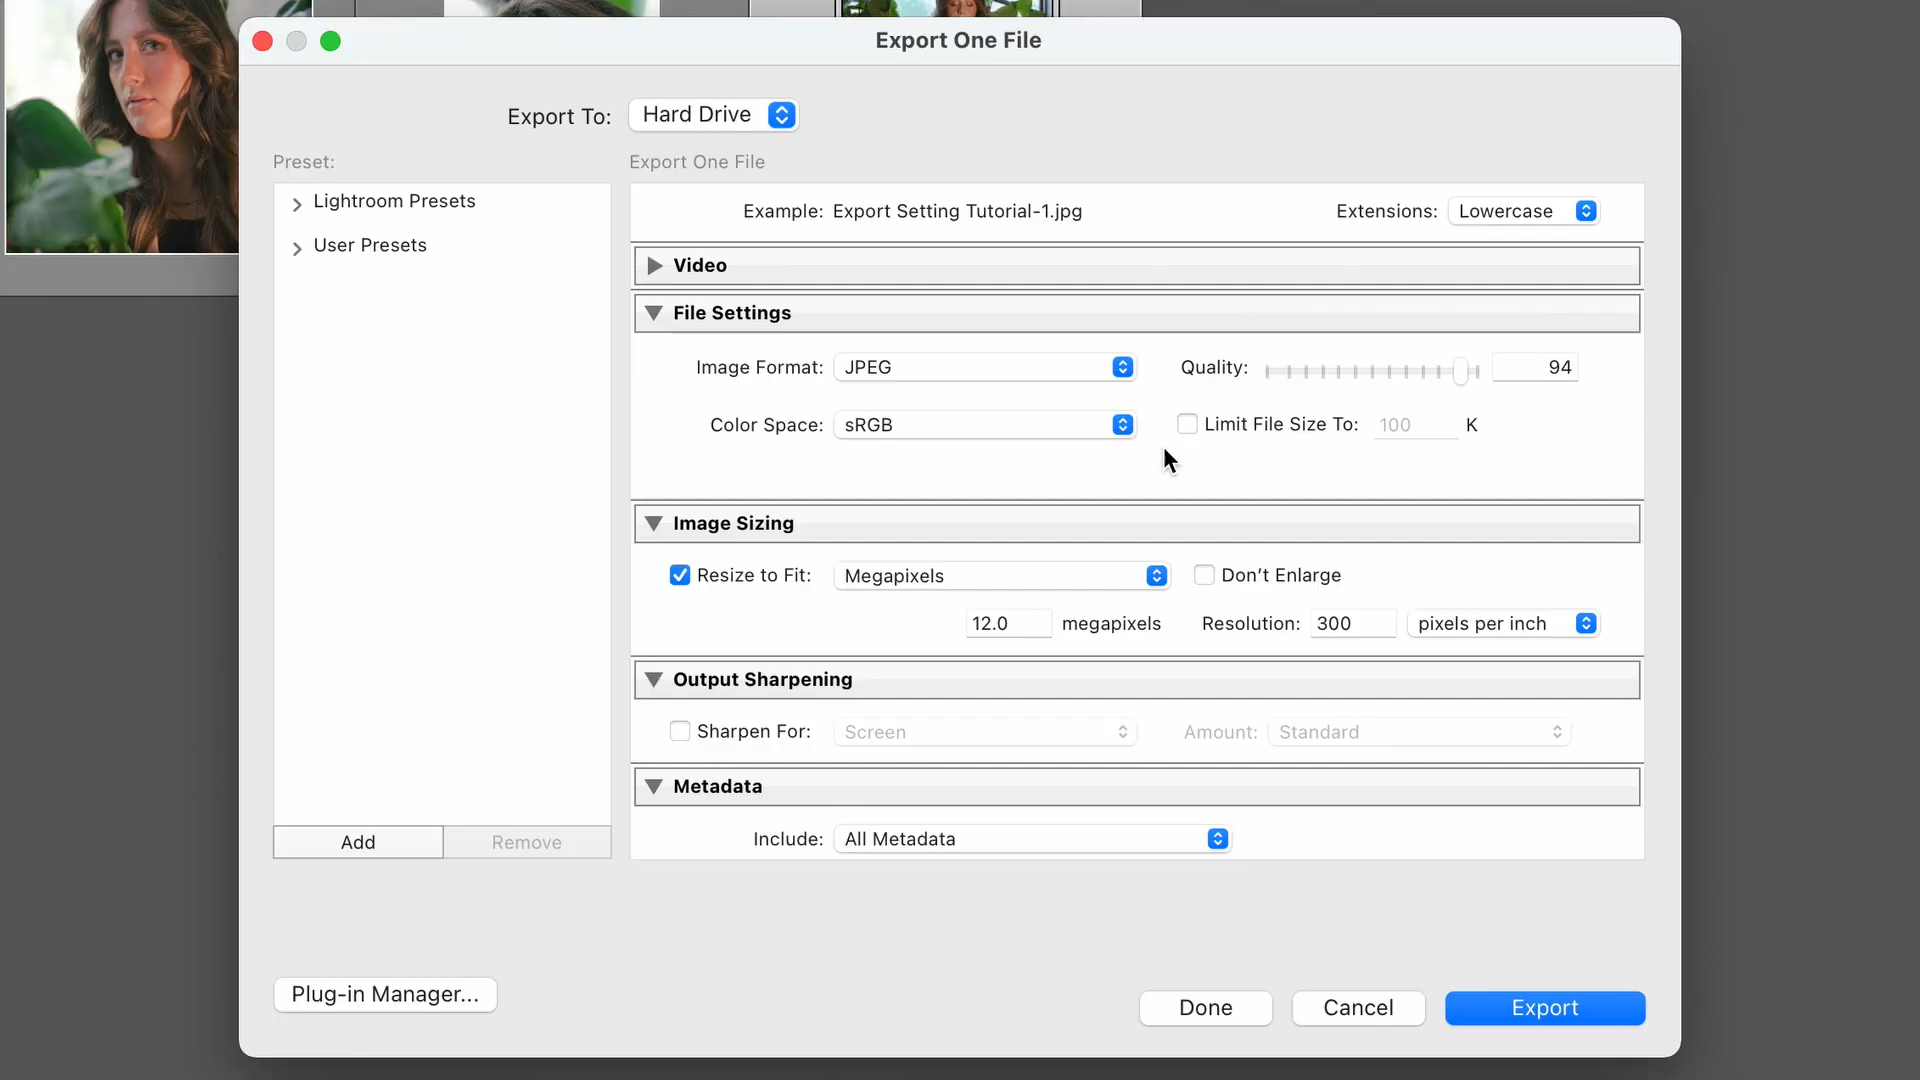 Export One File
Export To: Hard Drive
Preset:
Export One File
Lightroom Presets
User Presets
Example: Export Setting Tutorial-1.jpg Extensions: Lowercase
Video
File Settings
Image Format: JPEG Quality: 94
Color Space: sRGB Limit File Size To: 100 K
Image Sizing
Resize to Fit: Megapixels Don't Enlarge
12.0 megapixels Resolution: 300 pixels per inch
Output Sharpening
Sharpen For: Screen Amount: Standard
Metadata
Include: All Metadata
Add Remove
Plug-in Manager...
Done Cancel Export